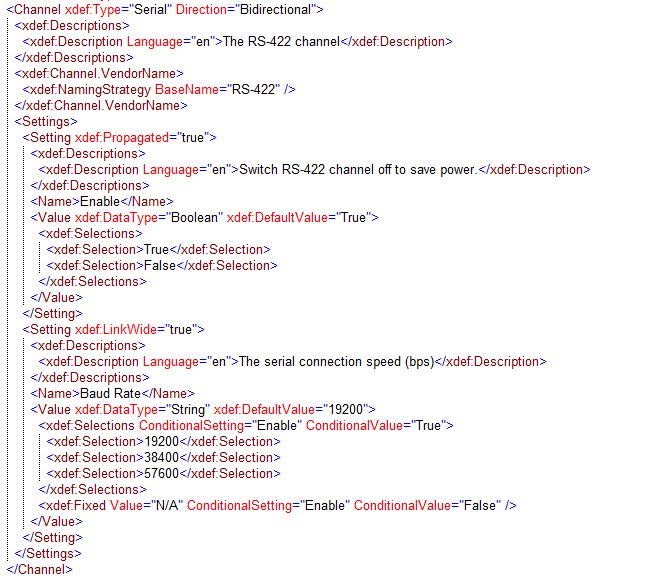 <Channel xdef:Type="Serial" Direction="Bidirectional">
<xdef:Descriptions>
<xdef:Description Language="en">The RS-422 channel</xdef:Description>
</xdef:Descriptions>
<xdef:Channel.VendorName>
<xdef:NamingStrategy BaseName="RS-422" />
</xdef:Channel.VendorName>
<Settings>
<Setting xdef:Propagated="true">
<xdef:Descriptions>
<xdef:Description Language="en">Switch RS-422 channel off to save power.</xdef:Description>
</xdef:Descriptions>
<Name>Enable</Name>
<Value xdef:DataType="Boolean" xdef:DefaultValue="True">
<xdef:Selections>
<xdef:Selection>True</xdef:Selection>
<xdef:Selection>False</xdef:Selection>
</xdef:Selections>
</Value>
</Setting>
<Setting xdef:LinkWide="true">
<xdef:Descriptions>
<xdef:Description Language="en">The serial connection speed (bps)</xdef:Description>
</xdef:Descriptions>
<Name>Baud Rate</Name>
<Value xdef:DataType="String" xdef:DefaultValue="19200">
<xdef:Selections ConditionalSetting="Enable" ConditionalValue="True">
<xdef:Selection>19200</xdef:Selection>
<xdef:Selection>38400</xdef:Selection>
<xdef:Selection>57600</xdef:Selection>
</xdef:Selections>
<xdef:Fixed Value="N/A" ConditionalSetting="Enable" ConditionalValue="False" />
</Value>
</Setting>
</Settings>
</Channel>